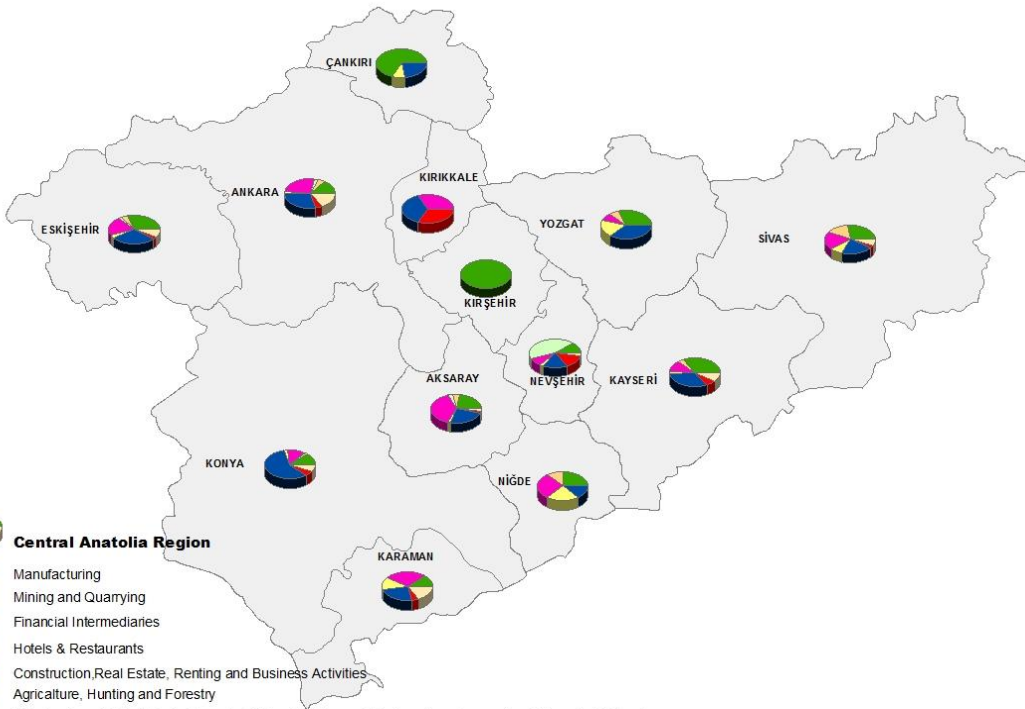 ÇANKIRI
KIRIKKALE
ANKARA
ESKİŞEHİR
YOZGAT
SİVAS
KIRŞEHİR
AKSARAY
NEVŞEHİR
KAYSERİ
KONYA
NİĞDE
KARAMAN
Central Anatolia Region
Manufacturing
Mining and Quarrying
Financial Intermediaries
Hotels & Restaurants
Construction,Real Estate, Renting and Business Activities
Agriculture, Hunting and Forestry